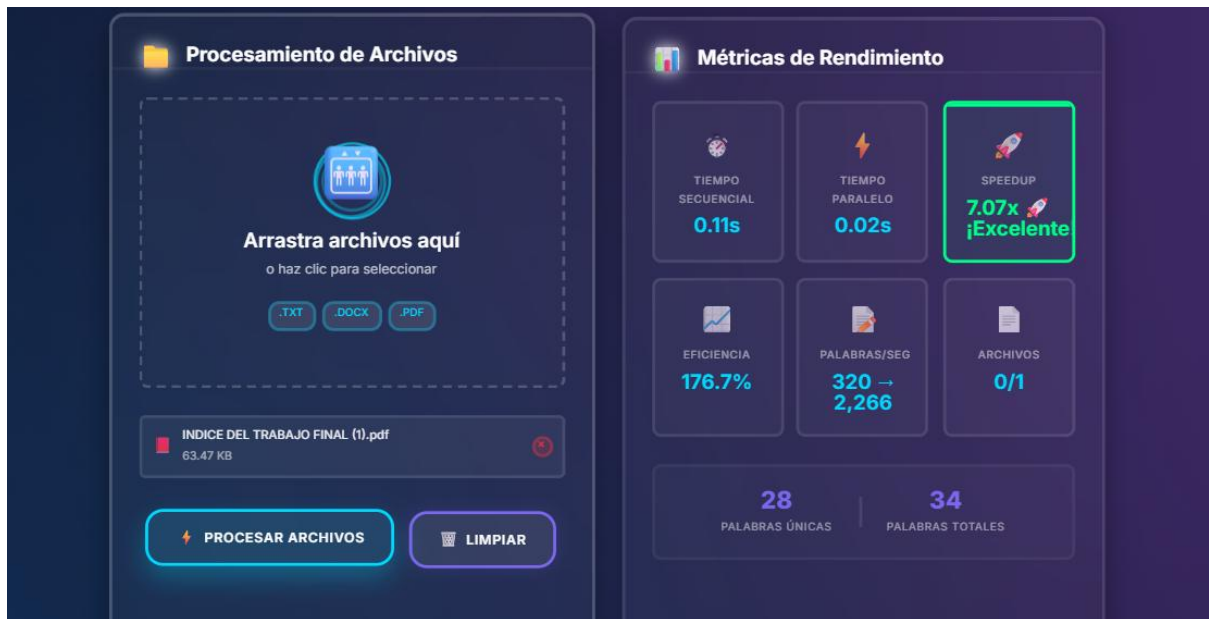 Procesamiento de Archivos
Arrastra archivos aquí
o haz clic para seleccionar
.TXT .DOCX .PDF
INDICE DEL TRABAJO FINAL (1).pdf
63.47 KB
PROCESAR ARCHIVOS
LIMPIAR
Métricas de Rendimiento
TIEMPO
SECUENCIAL
0.11s
TIEMPO
PARALELO
0.02s
SPEEDUP
7.07x
¡Excelente
EFICIENCIA
176.7%
PALABRAS/SEG
320 →
2,266
ARCHIVOS
0/1
28
PALABRAS ÚNICAS
34
PALABRAS TOTALES